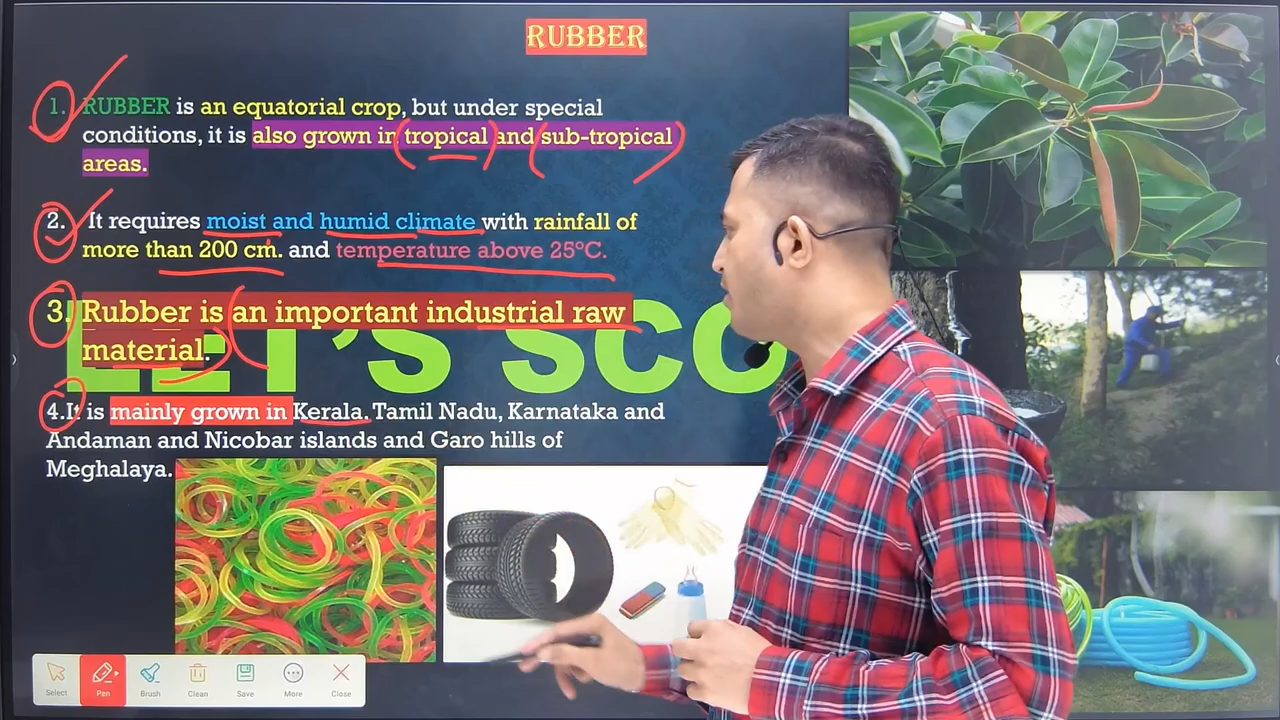 RUBBER
1. RUBBER is an equatorial crop, but under special
conditions, it is also grown in tropical and sub-tropical
areas.
2. It requires moist and humid climate with rainfall of
more than 200 cm. and temperature above 25°C.
3. Rubber is an important industrial raw
material.
LET'S SCO
4.It is mainly grown in Kerala. Tamil Nadu, Karnataka and
Andaman and Nicobar islands and Garo hills of
Meghalaya.
Select Pen Brush Clean Save More Close